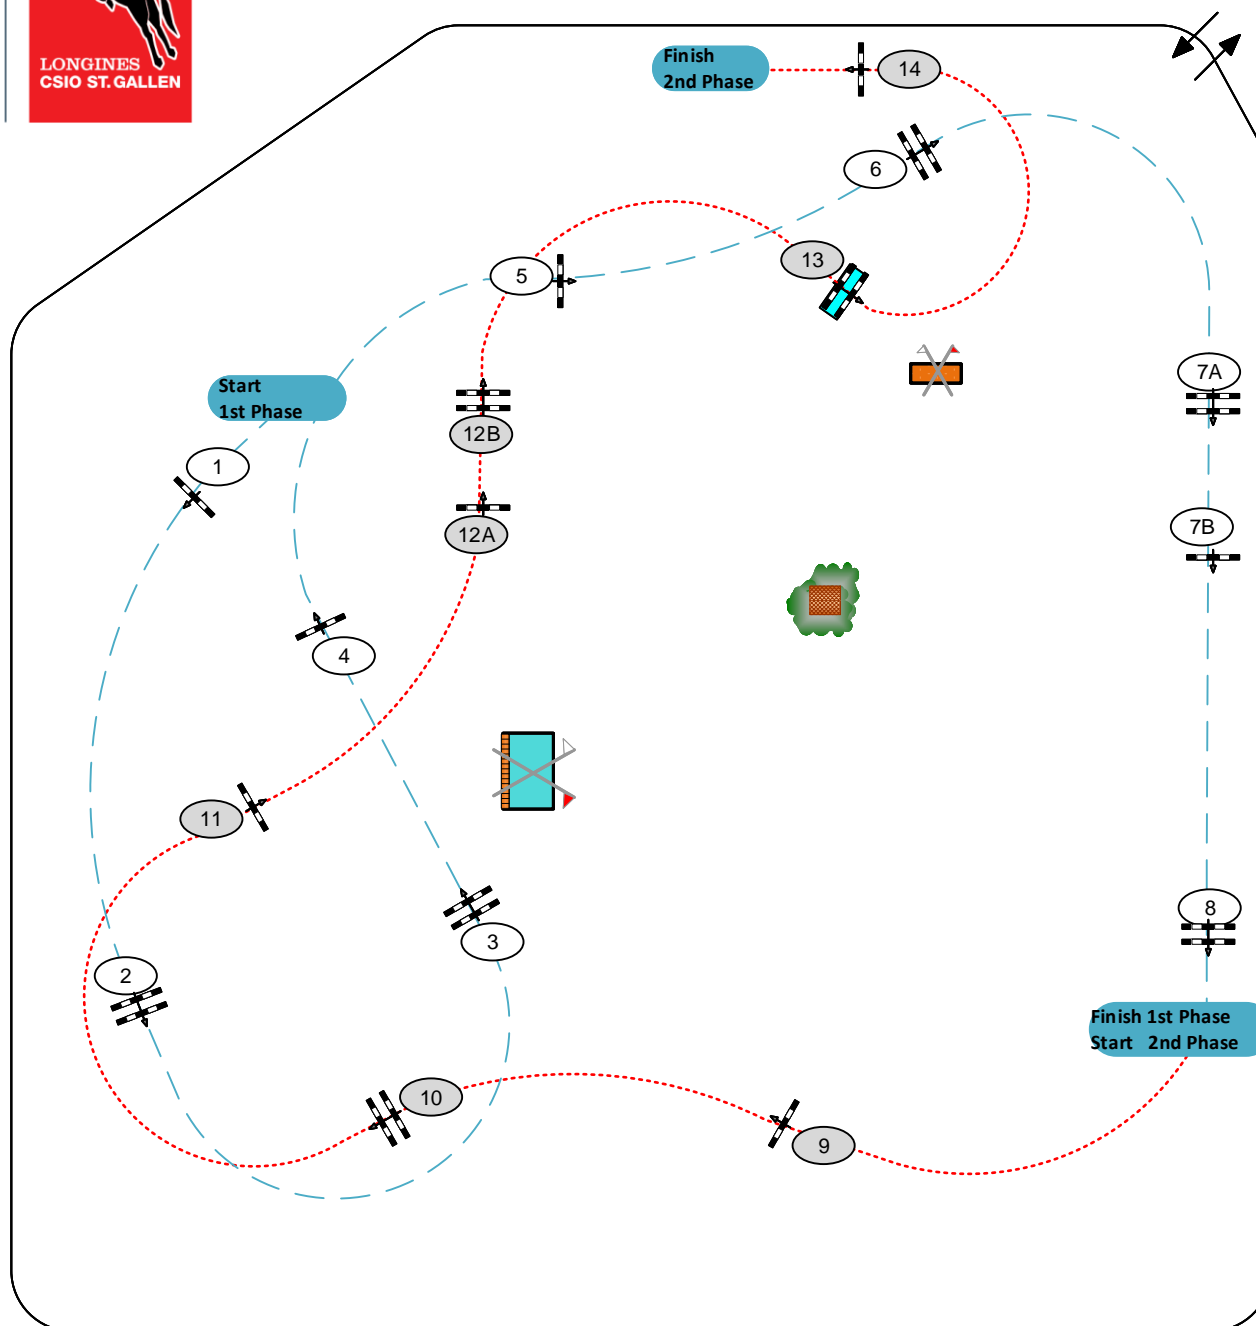 LONGINES
CSIO ST. GALLEN
Finish
2nd Phase
14
6
13
5
7A
Start
1st Phase
12B
1
7B
12A
4
11
8
3
2
Finish 1st Phase
Start 2nd Phase
10
9